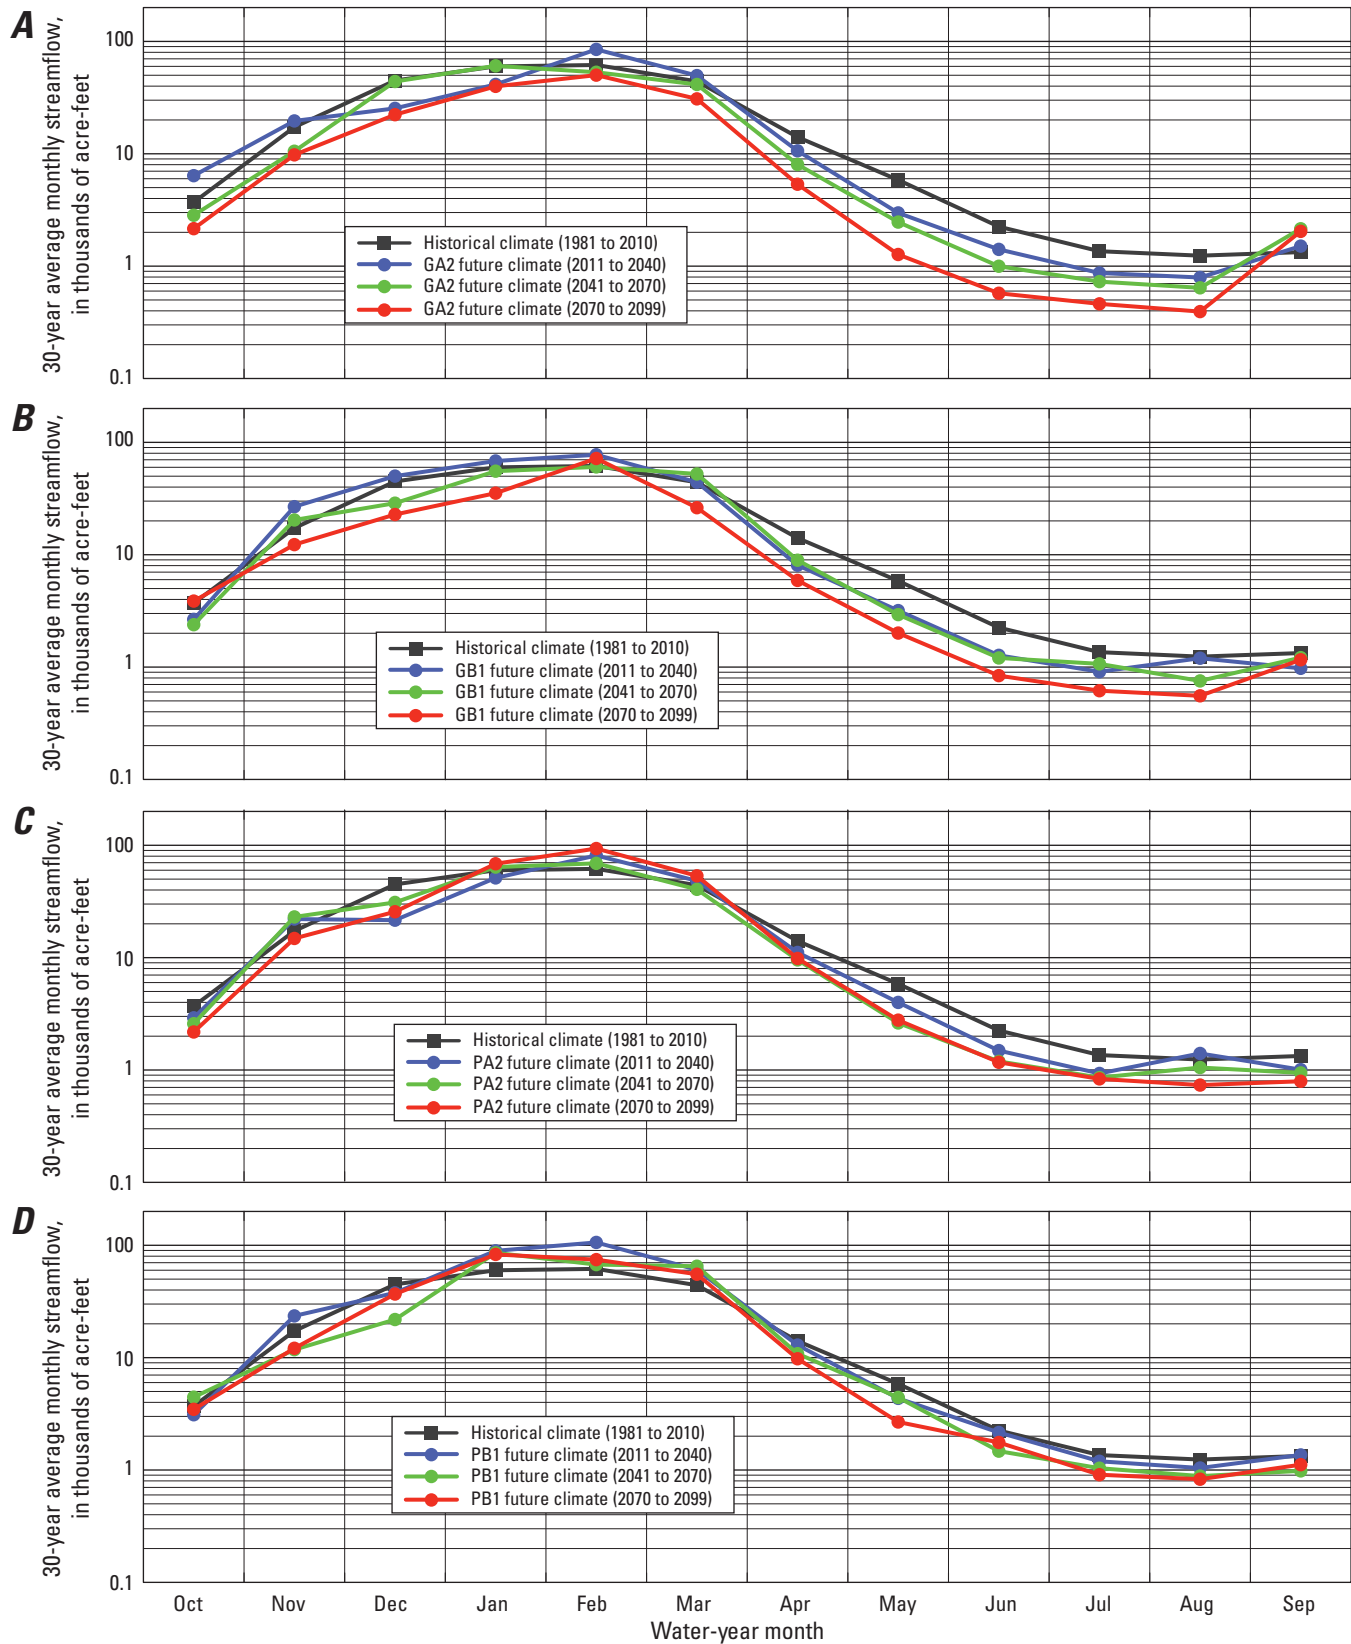 A
30-year average monthly streamflow,
in thousands of acre-feet
100
10
1
0.1
Historical climate (1981 to 2010)
GA2 future climate (2011 to 2040)
GA2 future climate (2041 to 2070)
GA2 future climate (2070 to 2099)
B
30-year average monthly streamflow,
in thousands of acre-feet
100
10
1
0.1
Historical climate (1981 to 2010)
GB1 future climate (2011 to 2040)
GB1 future climate (2041 to 2070)
GB1 future climate (2070 to 2099)
C
30-year average monthly streamflow,
in thousands of acre-feet
100
10
1
0.1
Historical climate (1981 to 2010)
PA2 future climate (2011 to 2040)
PA2 future climate (2041 to 2070)
PA2 future climate (2070 to 2099)
D
30-year average monthly streamflow,
in thousands of acre-feet
100
10
1
0.1
Historical climate (1981 to 2010)
PB1 future climate (2011 to 2040)
PB1 future climate (2041 to 2070)
PB1 future climate (2070 to 2099)
Oct Nov Dec Jan Feb Mar Apr May Jun Jul Aug Sep
Water-year month